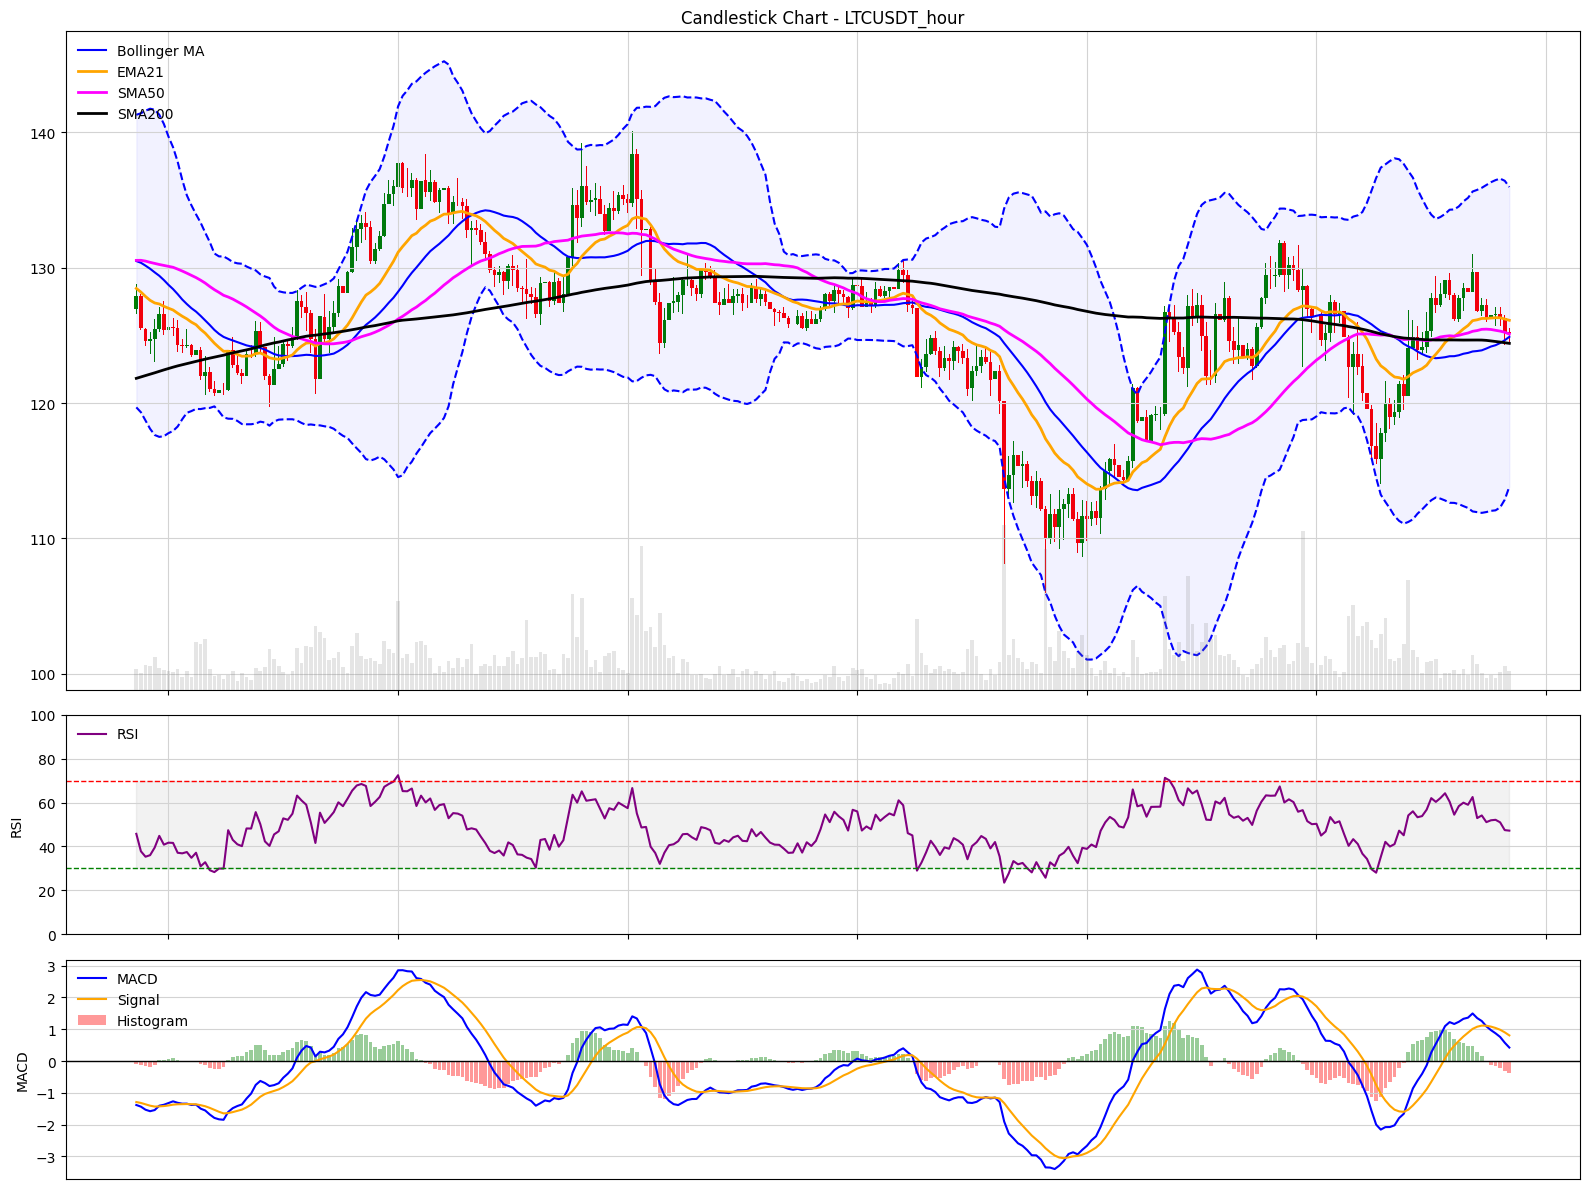 Candlestick Chart - LTCUSDT_hour
Bollinger MA
EMA21
SMA50
SMA200
140
130
120
110
100
RSI
100
80
60
40
20
0
RSI
MACD
Signal
Histogram
3
2
1
0
−1
−2
−3
MACD